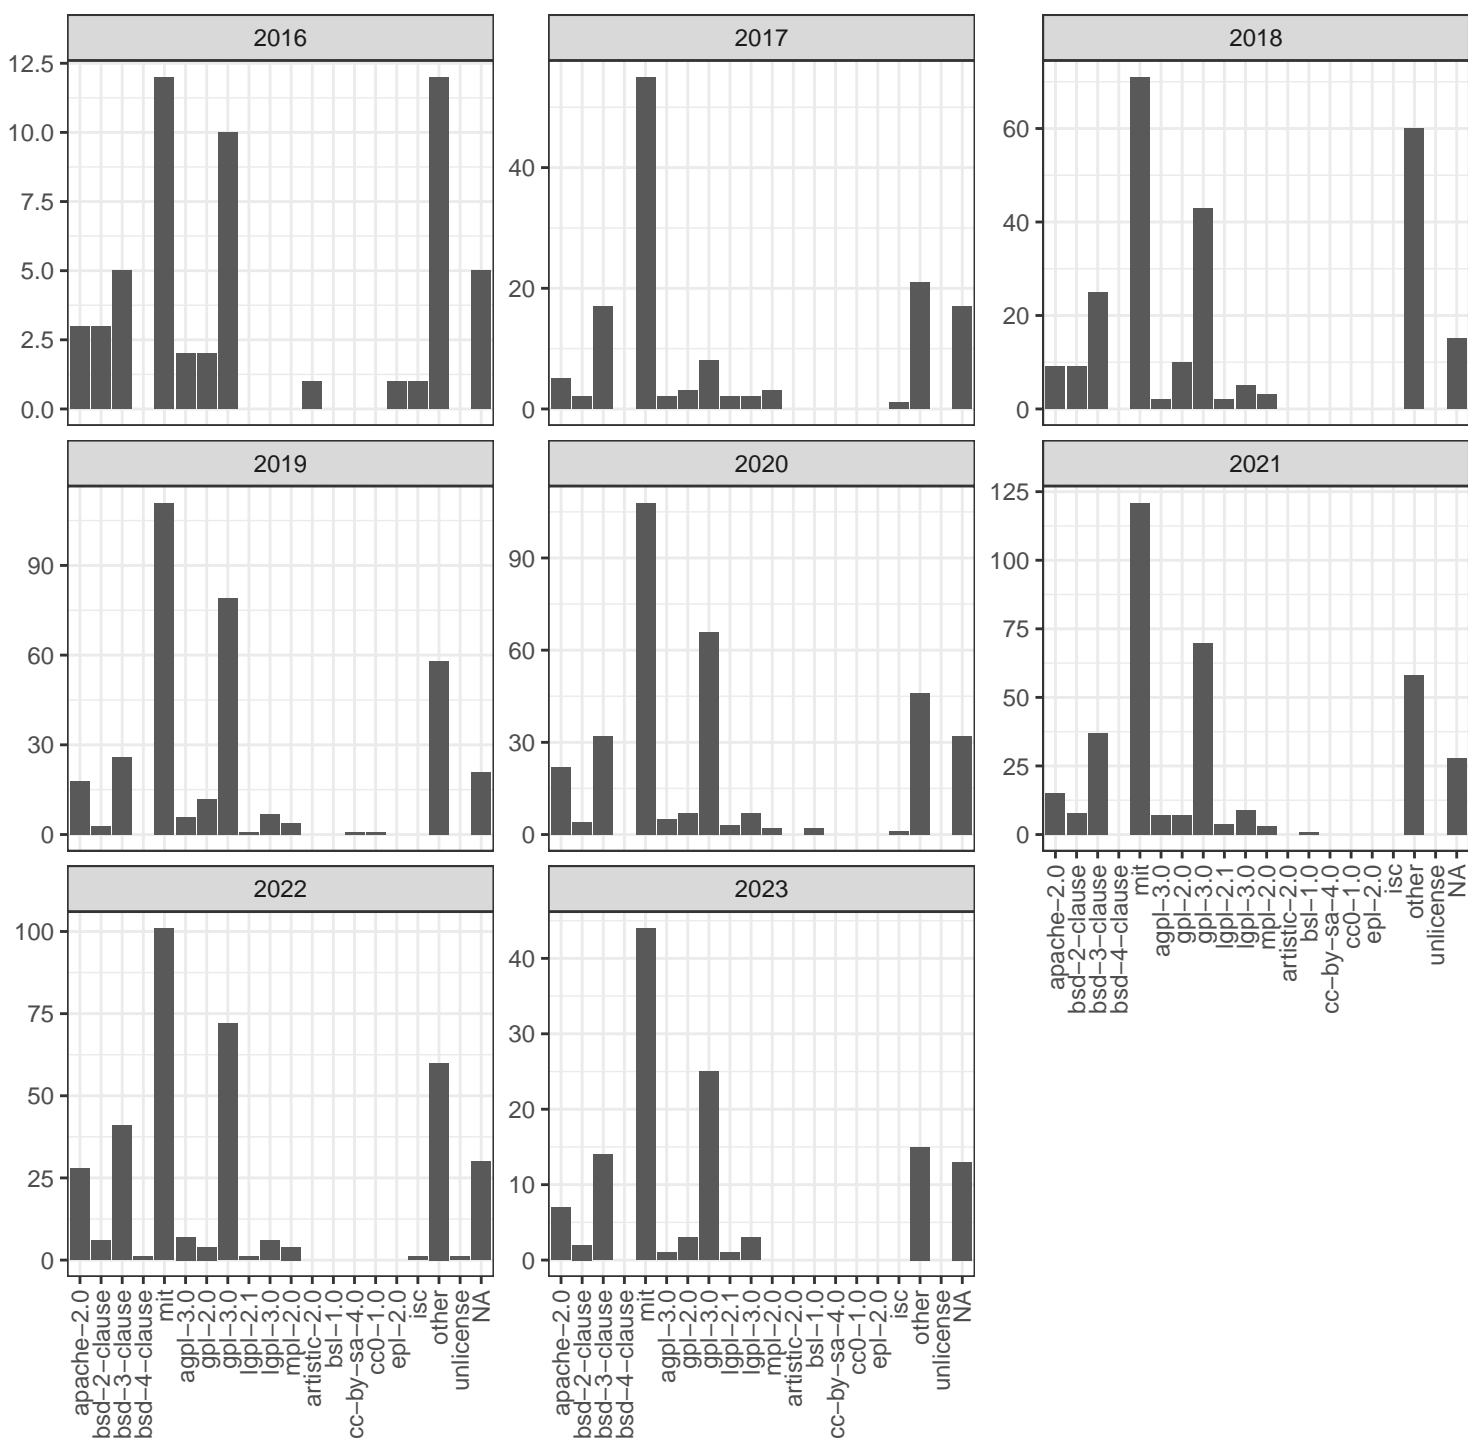 2016
12.5
10.0
7.5
5.0
2.5
0.0
2017
40
20
0
2018
60
40
20
0
2019
90
60
30
0
2020
90
60
30
0
2021
125
100
75
50
25
0
apache−2.0
bsd−2−clause
bsd−3−clause
bsd−4−clause
mit
agpl−3.0
gpl−2.0
gpl−3.0
lgpl−2.1
lgpl−3.0
mpl−2.0
artistic−2.0
bsl−1.0
cc−by−sa−4.0
cc0−1.0
epl−2.0
isc
other
unlicense
NA
2022
100
75
50
25
0
apache−2.0
bsd−2−clause
bsd−3−clause
bsd−4−clause
mit
agpl−3.0
gpl−2.0
gpl−3.0
lgpl−2.1
lgpl−3.0
mpl−2.0
artistic−2.0
bsl−1.0
cc−by−sa−4.0
cc0−1.0
epl−2.0
isc
other
unlicense
NA
2023
40
30
20
10
0
apache−2.0
bsd−2−clause
bsd−3−clause
bsd−4−clause
mit
agpl−3.0
gpl−2.0
gpl−3.0
lgpl−2.1
lgpl−3.0
mpl−2.0
artistic−2.0
bsl−1.0
cc−by−sa−4.0
cc0−1.0
epl−2.0
isc
other
unlicense
NA